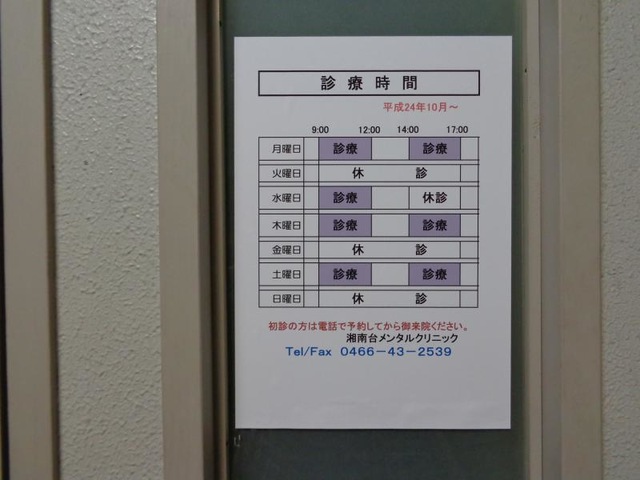 診療時間
平成24年10月～
9:00 12:00 14:00 17:00
月曜日 診療 診療
火曜日 休 診
水曜日 診療 休診
木曜日 診療 診療
金曜日 休 診
土曜日 診療 診療
日曜日 休 診
初診の方は電話で予約してから御来院ください。
湘南台メンタルクリニック
Tel/Fax 0466－43－2539